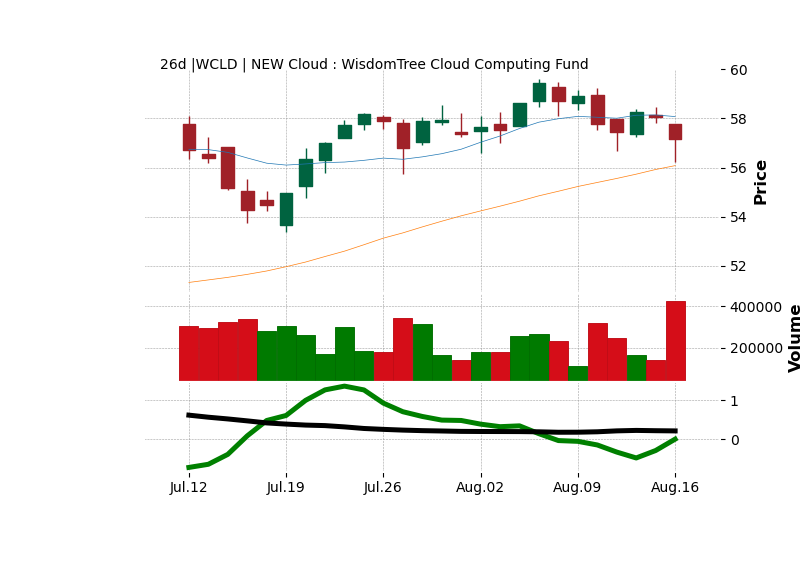 26d |WCLD | NEW Cloud : WisdomTree Cloud Computing Fund
60
58
56
54
52
Price
400000
200000
Volume
1
0
Jul.12 Jul.19 Jul.26 Aug.02 Aug.09 Aug.16